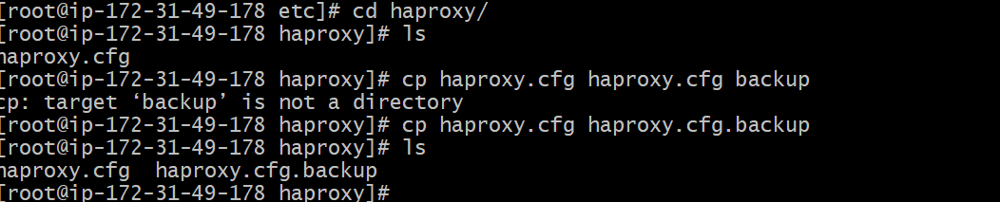 [root@ip-172-31-49-178 etc]# cd haproxy/
[root@ip-172-31-49-178 haproxy]# ls
haproxy.cfg
[root@ip-172-31-49-178 haproxy]# cp haproxy.cfg haproxy.cfg backup
cp: target ‘backup’ is not a directory
[root@ip-172-31-49-178 haproxy]# cp haproxy.cfg haproxy.cfg.backup
[root@ip-172-31-49-178 haproxy]# ls
haproxy.cfg  haproxy.cfg.backup
[root@ip-172-31-49-178 haproxy]#